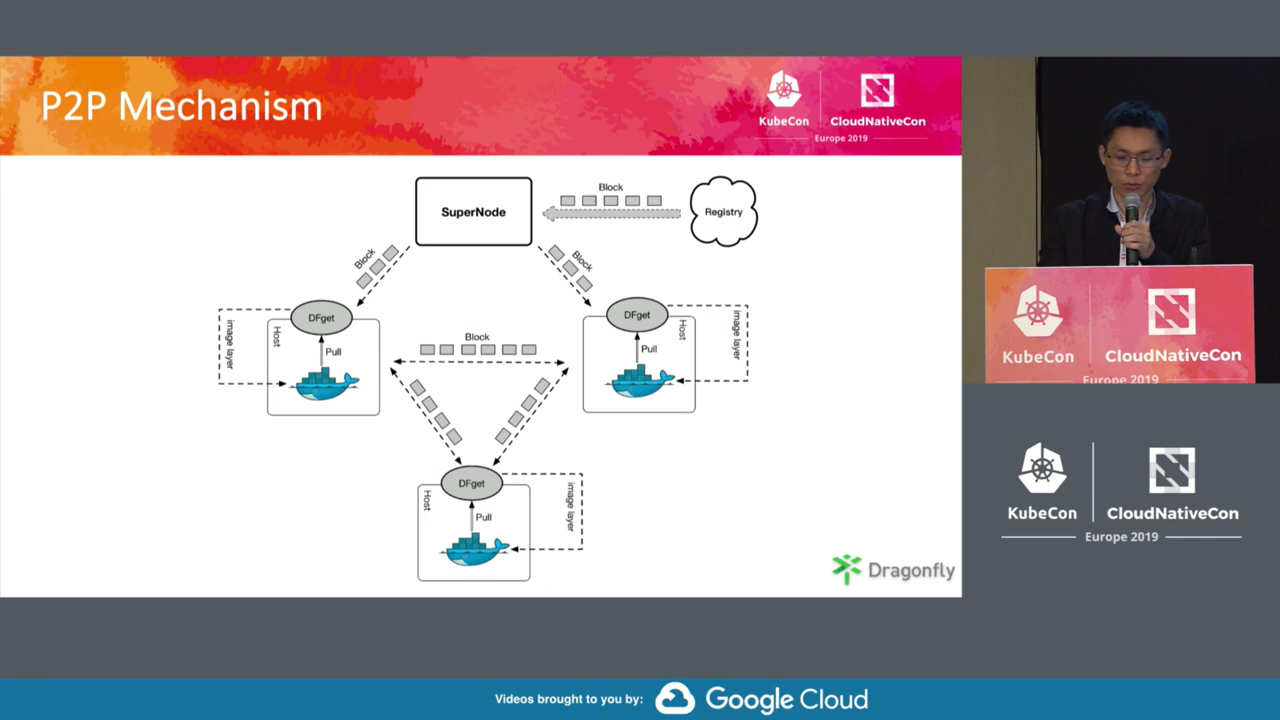 P2P Mechanism
KubeCon
CloudNativeCon
Europe 2019
SuperNode
Block
Registry
Block
Block
DFget
Host
Pull
image layer
Block
DFget
Host
Pull
image layer
DFget
Host
Pull
image layer
Dragonfly
KubeCon
CloudNativeCon
Europe 2019
KubeCon
CloudNativeCon
Europe 2019
Videos brought to you by:
Google Cloud